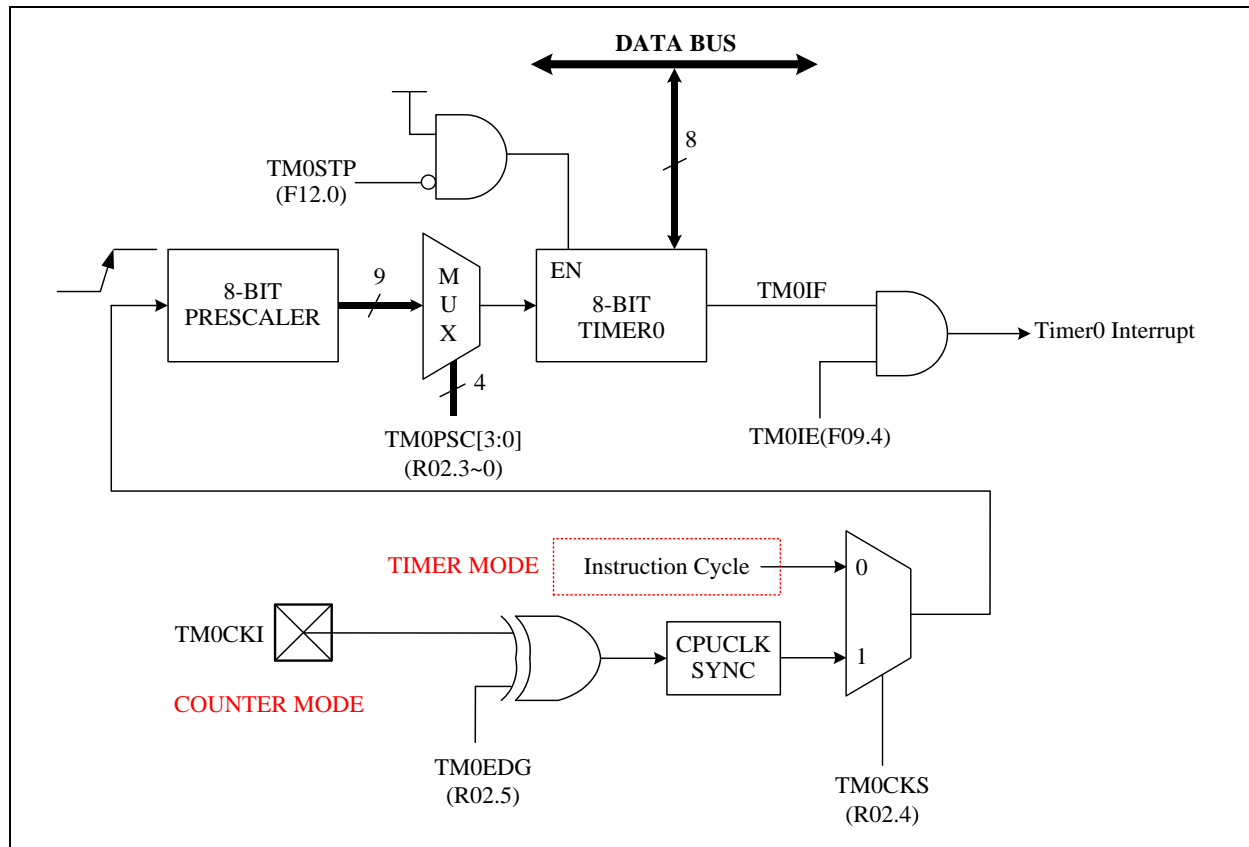 DATA BUS
8
TM0STP
(F12.0)
8-BIT
PRESCALER
9
M
U
X
EN
8-BIT
TIMER0
TM0IF
Timer0 Interrupt
4
TM0PSC[3:0]
(R02.3~0)
TM0IE(F09.4)
TIMER MODE
Instruction Cycle
0
TM0CKI
CPUCLK
SYNC
1
COUNTER MODE
TM0EDG
(R02.5)
TM0CKS
(R02.4)